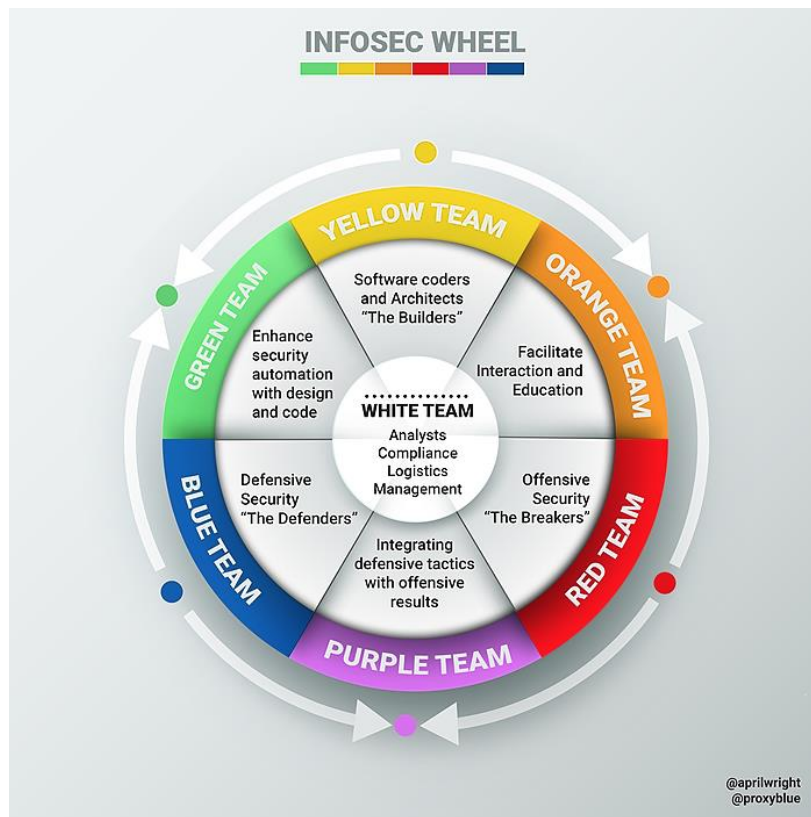 INFOSEC WHEEL
YELLOW TEAM
Software coders
and Architects
“The Builders”
ORANGE TEAM
Facilitate
Interaction and
Education
RED TEAM
Offensive
Security
“The Breakers”
PURPLE TEAM
Integrating
defensive tactics
with offensive
results
BLUE TEAM
Defensive
Security
“The Defenders”
GREEN TEAM
Enhance
security
automation
with design
and code
WHITE TEAM
Analysts
Compliance
Logistics
Management
@aprilwright
@proxyblue